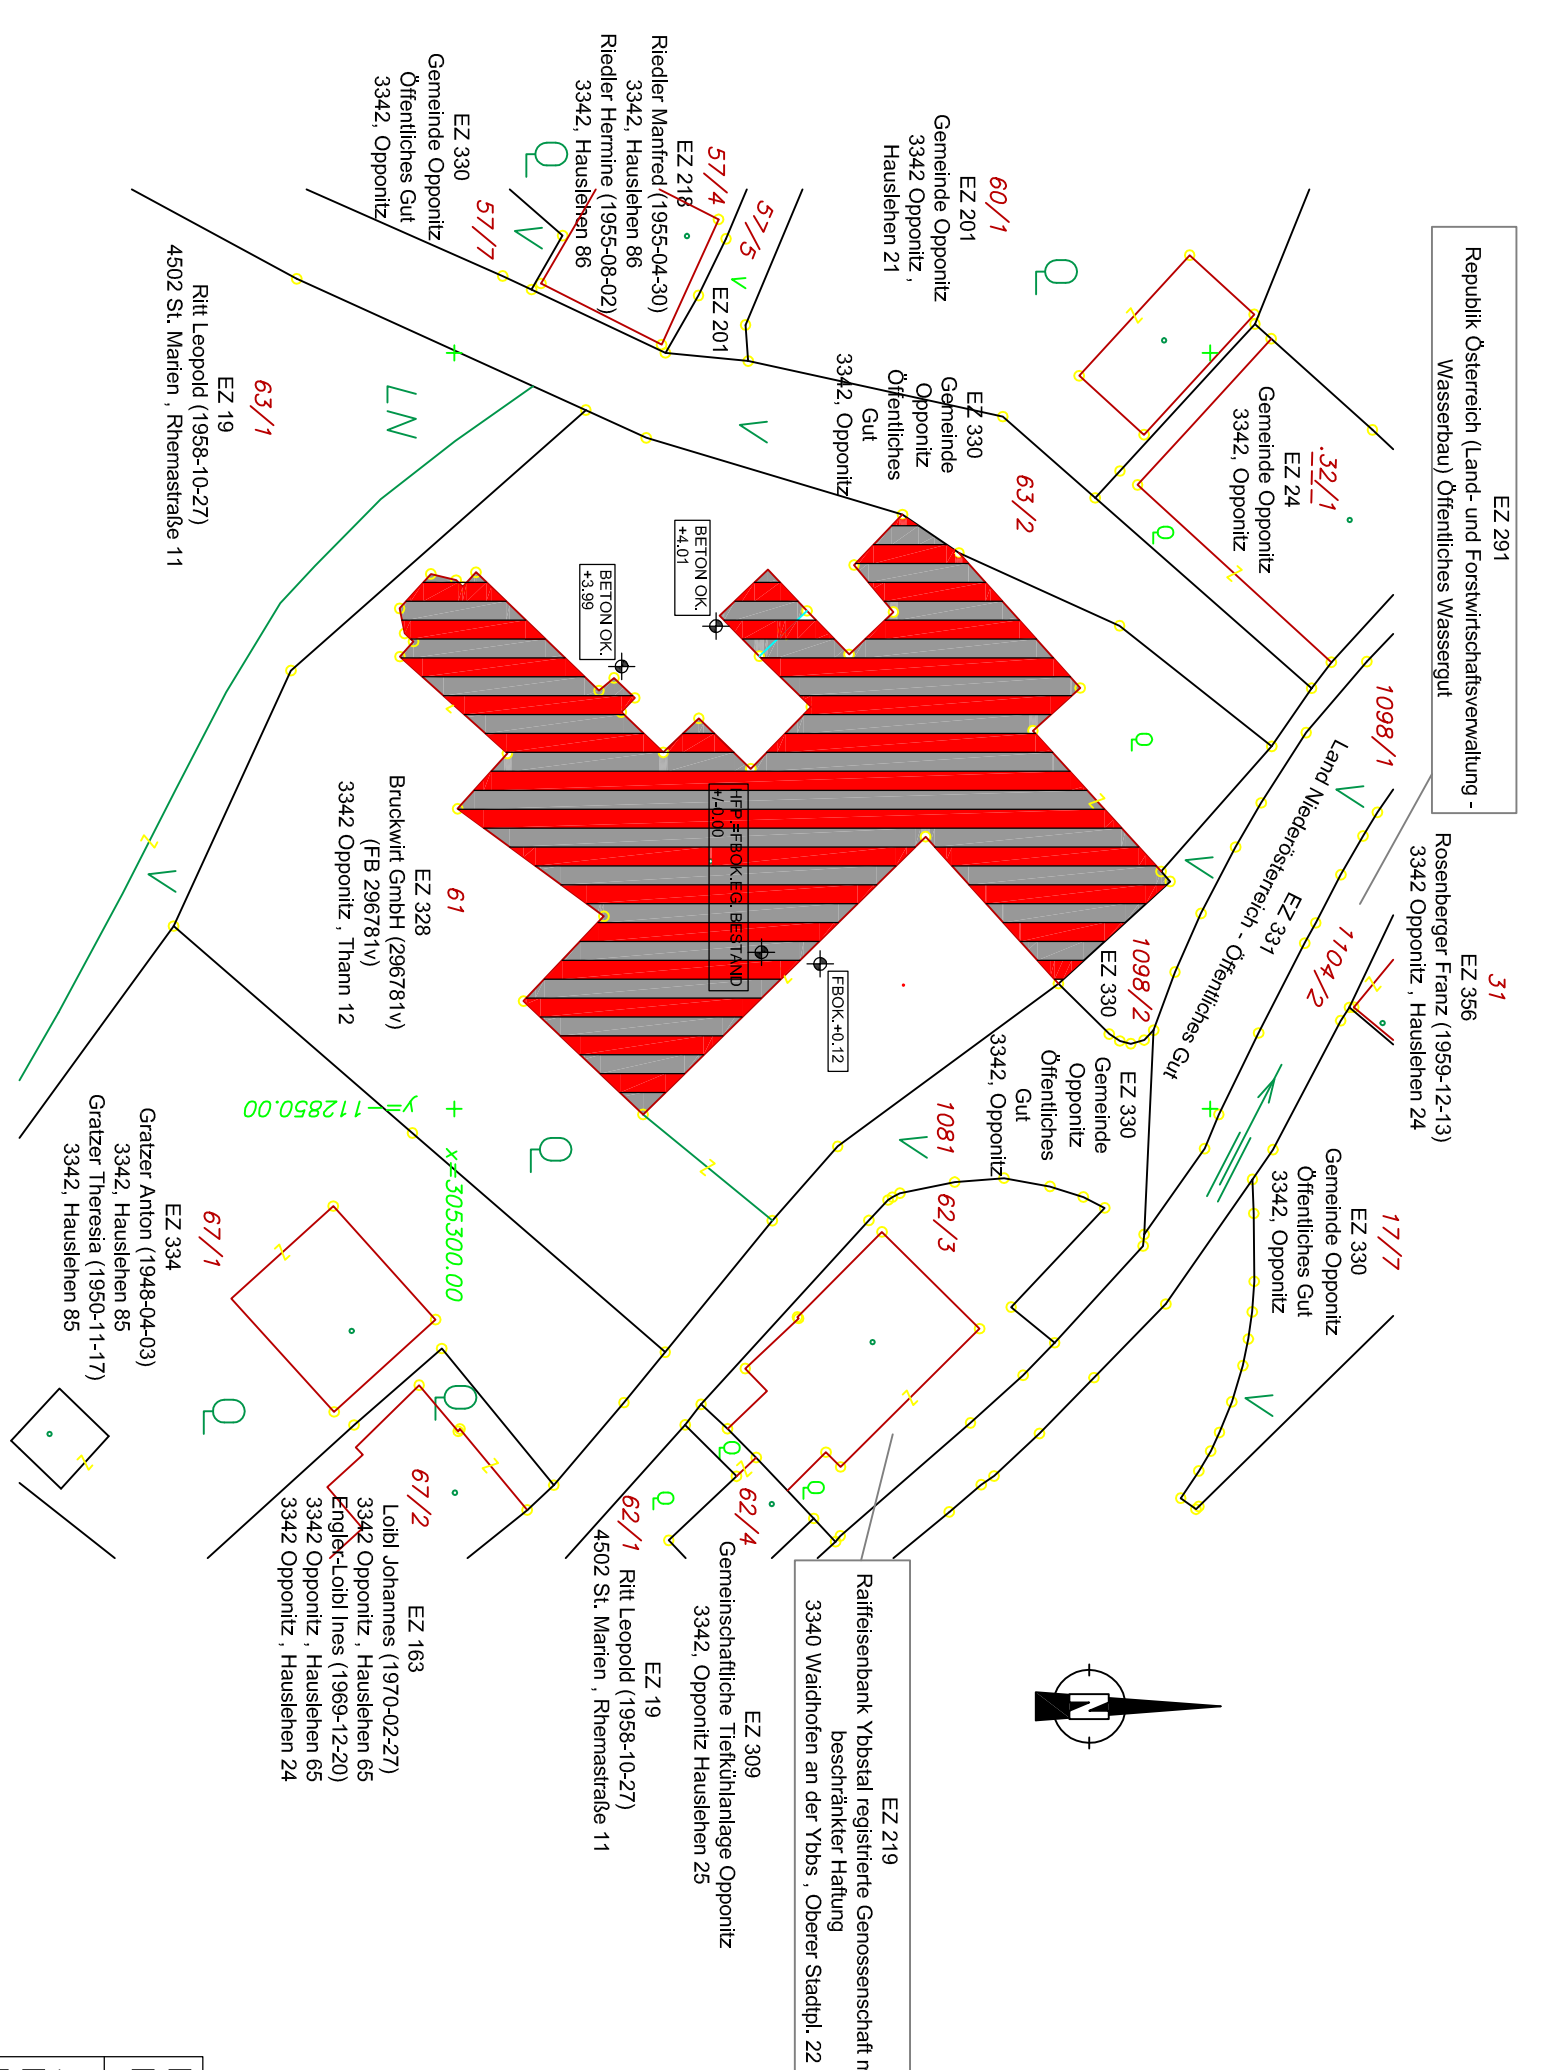 EZ 291
Republik Österreich (Land- und Forstwirtschaftsverwaltung -
Wasserbau) Öffentliches Wassergut
60/1
EZ 201
Gemeinde Opponitz
3342 Opponitz ,
Hauslehen 21
57/5
V
EZ 201
57/4
EZ 218
Riedler Manfred (1955-04-30)
3342, Hauslehen 86
Riedler Hermine (1955-08-02)
3342, Hauslehen 86
57/7
EZ 330
Gemeinde Opponitz
Öffentliches Gut
3342, Opponitz
.32/1
EZ 24
Gemeinde Opponitz
3342, Opponitz
63/2
EZ 330
Gemeinde
Opponitz
Öffentliches
Gut
3342, Opponitz
63/1
EZ 19
Ritt Leopold (1958-10-27)
4502 St. Marien , Rhemastraße 11
LN
BETON OK.
+4.01
BETON OK.
+3.99
1098/1
Land Niederösterreich - Öffentliches Gut
EZ 331
1104/2
31
EZ 356
Rosenberger Franz (1959-12-13)
3342 Opponitz , Hauslehen 24
1098/2
EZ 330
HFP.=FBOK.EG. BESTAND
+/-0.00
FBOK.+0.12
61
EZ 328
Bruckwirt GmbH (296781v)
(FB 296781v)
3342 Opponitz , Thann 12
17/7
EZ 330
Gemeinde Opponitz
Öffentliches Gut
3342, Opponitz
EZ 330
Gemeinde
Opponitz
Öffentliches
Gut
3342, Opponitz
1081
62/3
y=-112850.00
x=305300.00
67/1
EZ 334
Gratzer Anton (1948-04-03)
3342, Hauslehen 85
Gratzer Theresia (1950-11-17)
3342, Hauslehen 85
67/2
EZ 163
Loibl Johannes (1970-02-27)
3342 Opponitz , Hauslehen 65
Engler-Loibl Ines (1969-12-20)
3342 Opponitz , Hauslehen 65
3342 Opponitz , Hauslehen 24
62/1
EZ 19
Ritt Leopold (1958-10-27)
4502 St. Marien , Rhemastraße 11
62/4
EZ 309
Gemeinschaftliche Tiefkühlanlage Opponitz
3342, Opponitz Hauslehen 25
EZ 219
Raiffeisenbank Ybbstal registrierte Genossenschaft m
beschränkter Haftung
3340 Waidhofen an der Ybbs , Oberer Stadtpl. 22
N